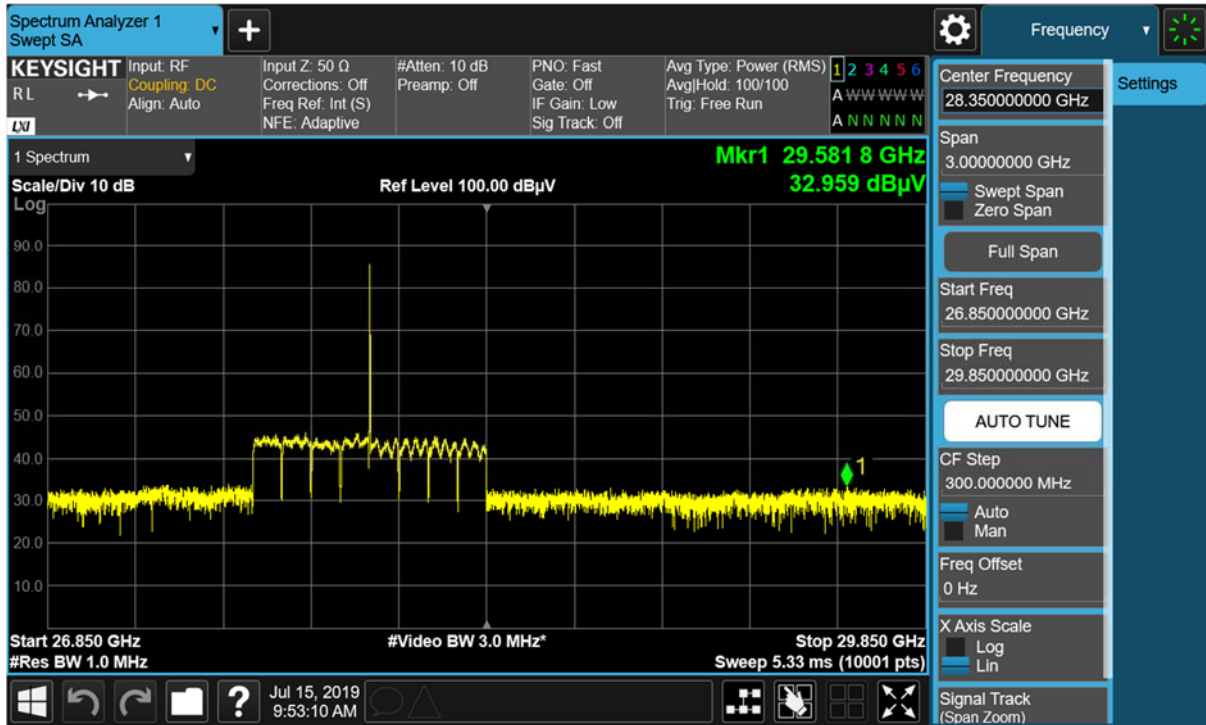 Spectrum Analyzer 1
Swept SA
Frequency
KEYSIGHT
R L
LXI
Input: RF
Coupling: DC
Align: Auto
Input Z: 50 Ω
Corrections: Off
Freq Ref: Int (S)
NFE: Adaptive
#Atten: 10 dB
Preamp: Off
PNO: Fast
Gate: Off
IF Gain: Low
Sig Track: Off
Avg Type: Power (RMS)
Avg|Hold: 100/100
Trig: Free Run
1 2 3 4 5 6
A W W W W W
A N N N N N
1 Spectrum
Scale/Div 10 dB
Ref Level 100.00 dBµV
Mkr1 29.581 8 GHz
32.959 dBµV
Log
90.0
80.0
70.0
60.0
50.0
40.0
30.0
20.0
10.0
1
Start 26.850 GHz
#Video BW 3.0 MHz*
Stop 29.850 GHz
#Res BW 1.0 MHz
Sweep 5.33 ms (10001 pts)
?
Jul 15, 2019
9:53:10 AM
Center Frequency
28.350000000 GHz
Span
3.00000000 GHz
Swept Span
Zero Span
Full Span
Start Freq
26.850000000 GHz
Stop Freq
29.850000000 GHz
AUTO TUNE
CF Step
300.000000 MHz
Auto
Man
Freq Offset
0 Hz
X Axis Scale
Log
Lin
Signal Track
(Span Zoom)
Settings